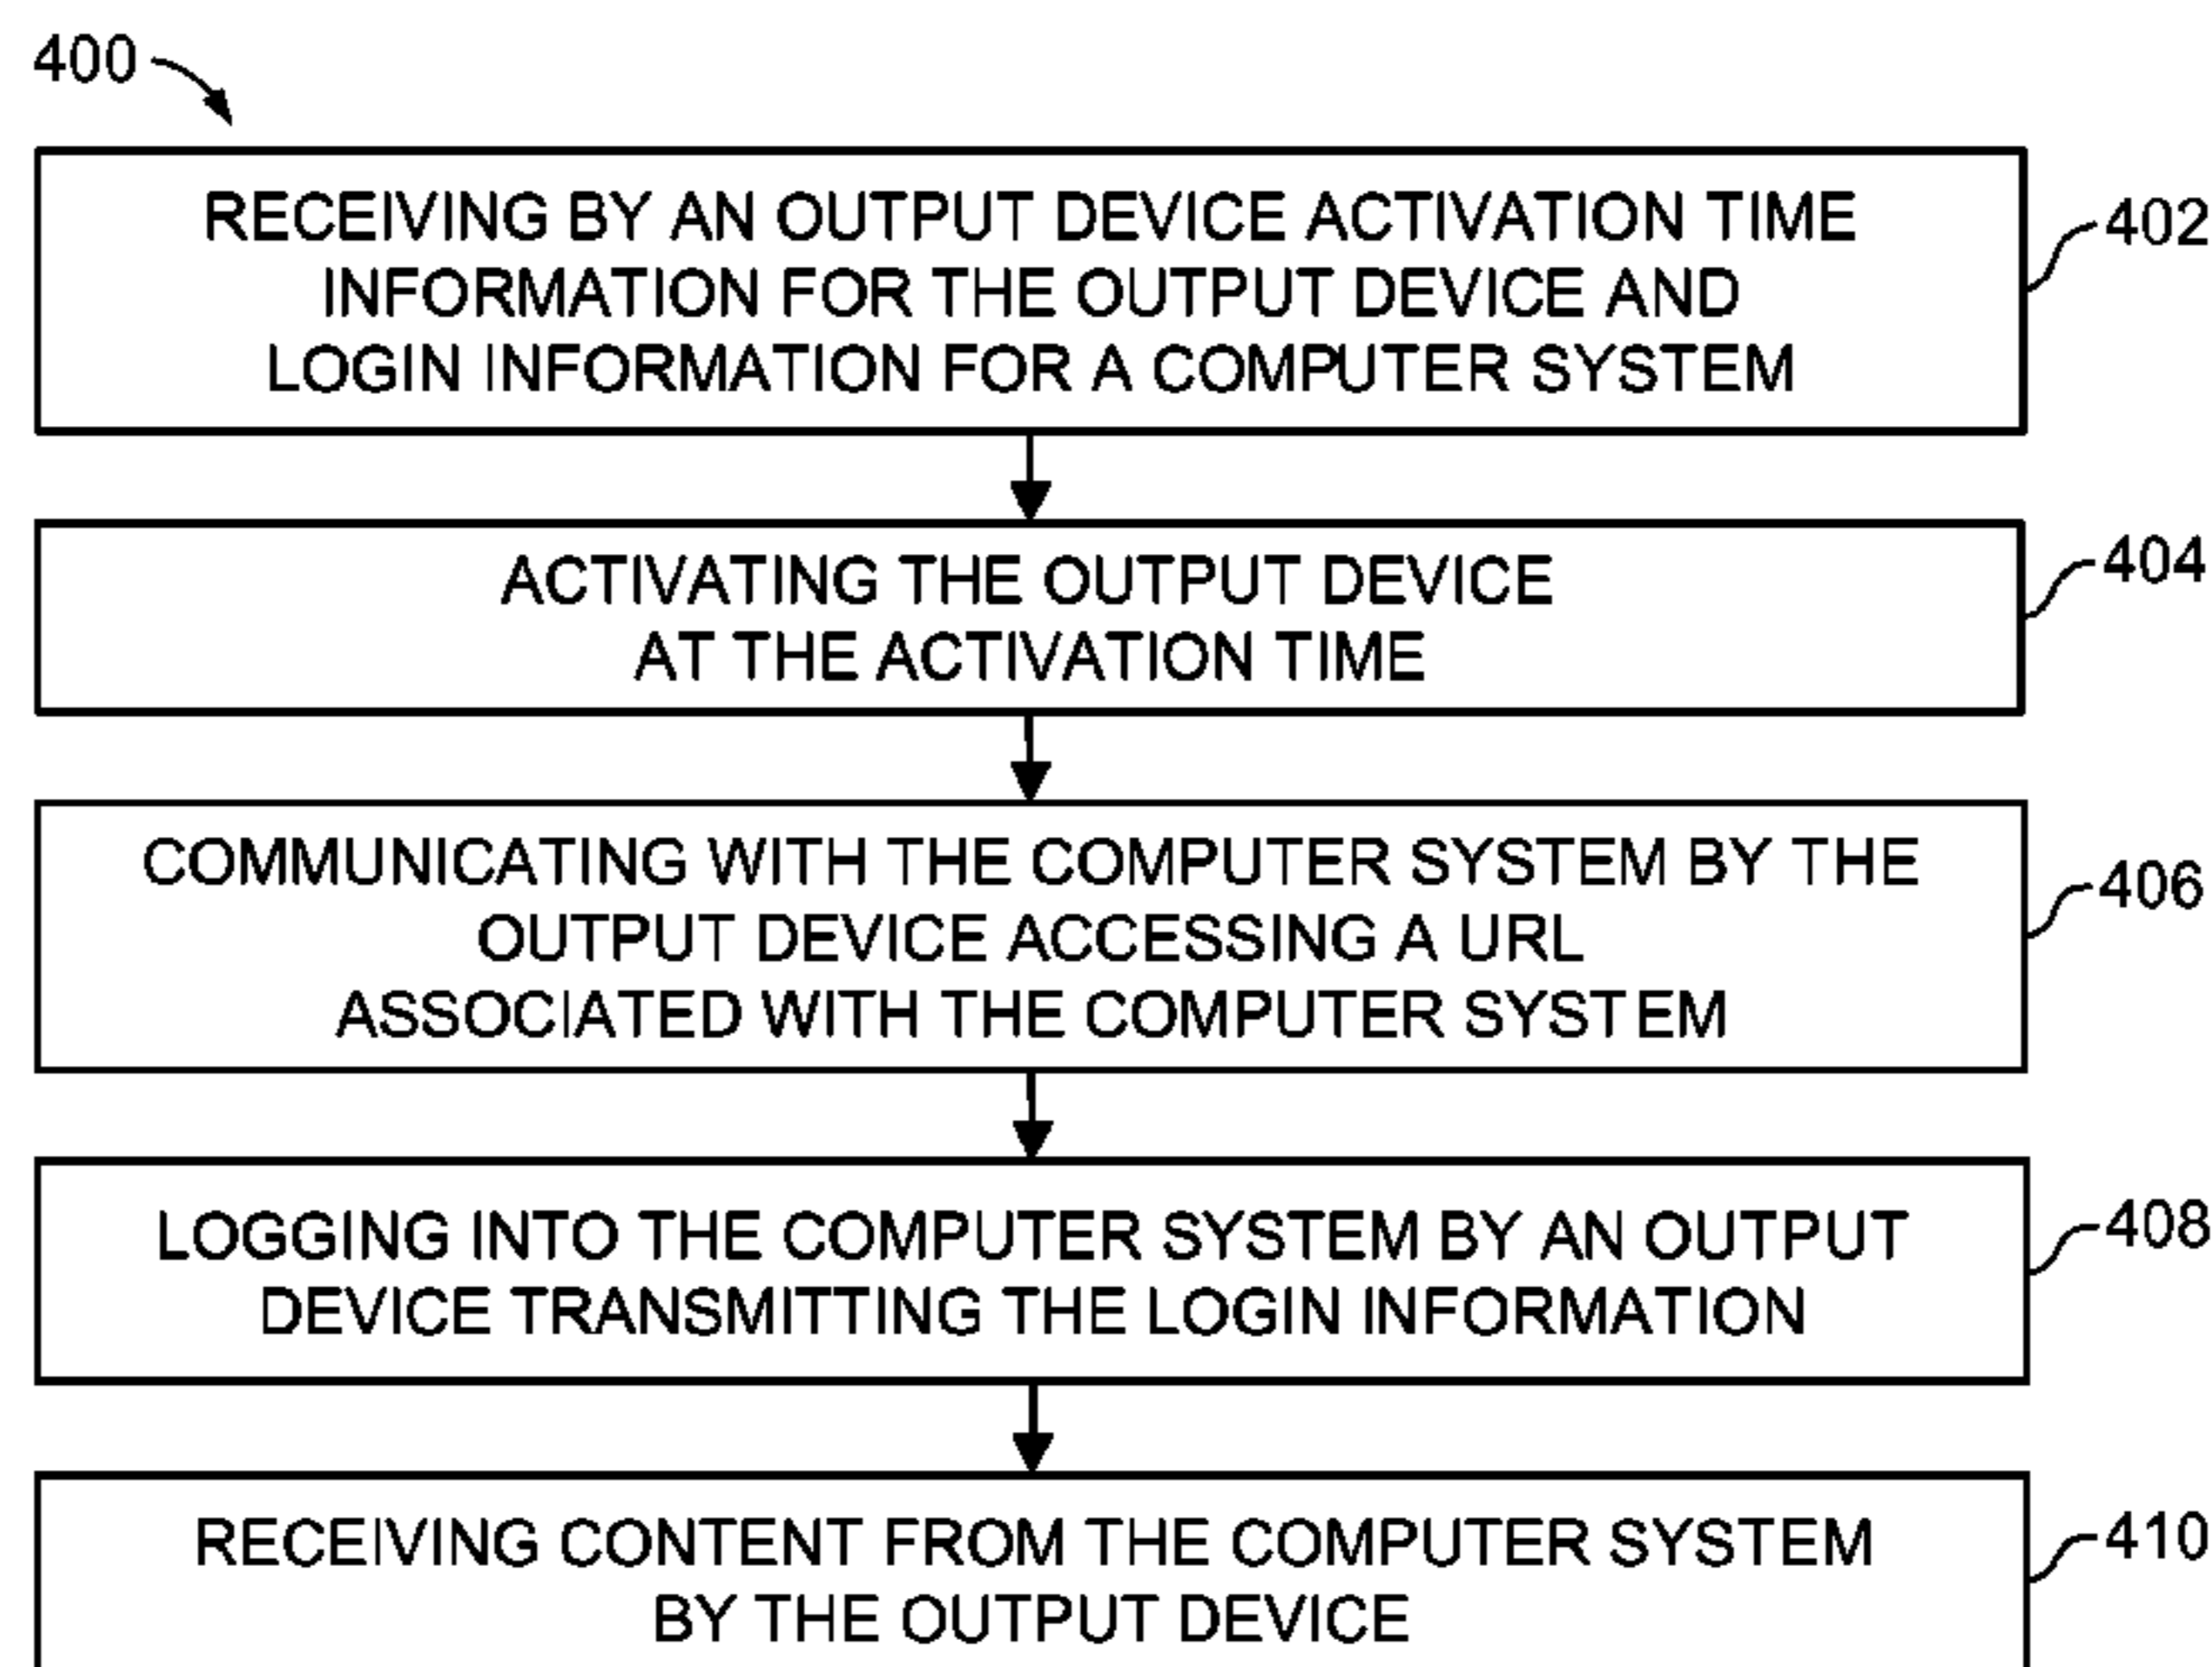 400
RECEIVING BY AN OUTPUT DEVICE ACTIVATION TIME
INFORMATION FOR THE OUTPUT DEVICE AND
LOGIN INFORMATION FOR A COMPUTER SYSTEM
402
ACTIVATING THE OUTPUT DEVICE
AT THE ACTIVATION TIME
404
COMMUNICATING WITH THE COMPUTER SYSTEM BY THE
OUTPUT DEVICE ACCESSING A URL
ASSOCIATED WITH THE COMPUTER SYSTEM
406
LOGGING INTO THE COMPUTER SYSTEM BY AN OUTPUT
DEVICE TRANSMITTING THE LOGIN INFORMATION
408
RECEIVING CONTENT FROM THE COMPUTER SYSTEM
BY THE OUTPUT DEVICE
410